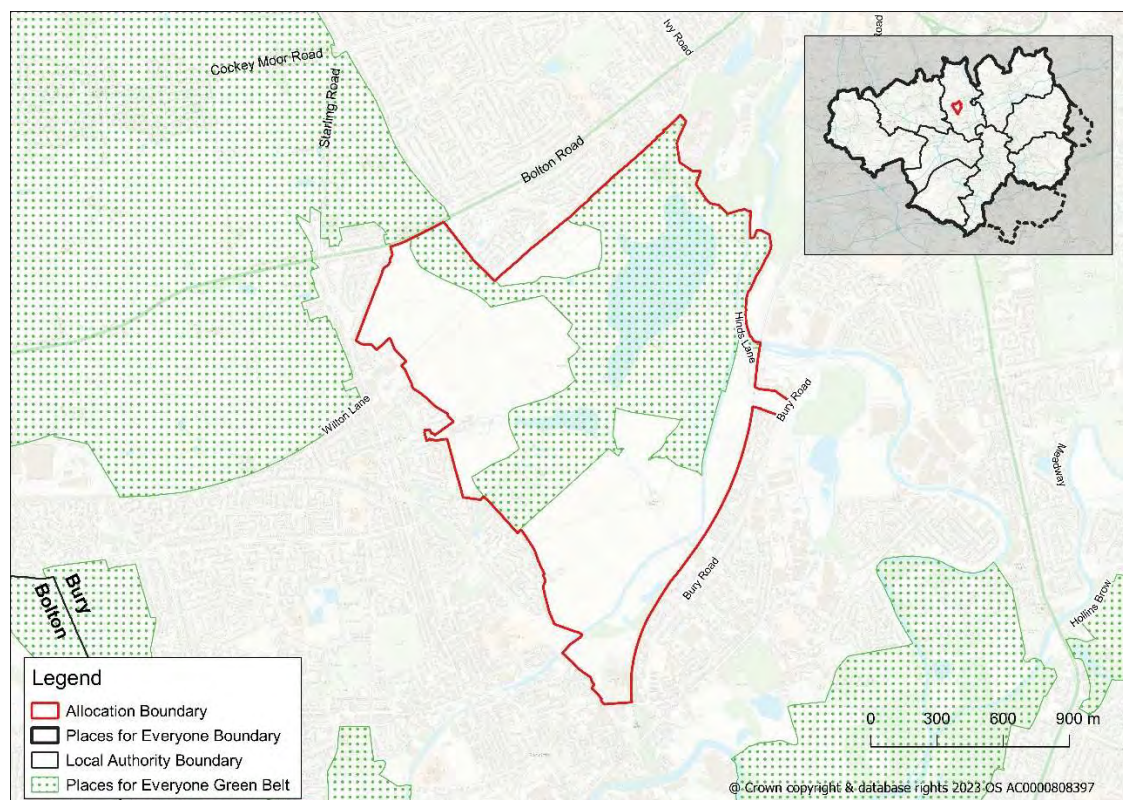 Cockey Moor Road
Starling Road
Ivy Road
Bolton Road
Road
Hinds Lane
Bury Road
Wilton Lane
Meadway
Bury Road
Hollins Brow
Bury
Bolton
Legend
Allocation Boundary
Places for Everyone Boundary
Local Authority Boundary
Places for Everyone Green Belt
0 300 600 900 m
© Crown copyright & database rights 2023 OS AC0000808397